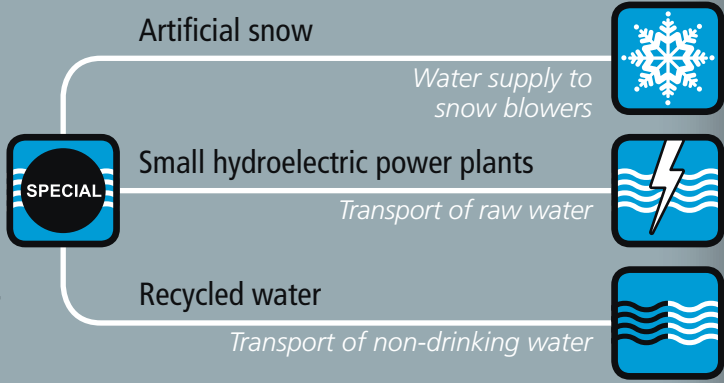 Artificial snow
Water supply to
snow blowers
SPECIAL
Small hydroelectric power plants
Transport of raw water
Recycled water
Transport of non-drinking water